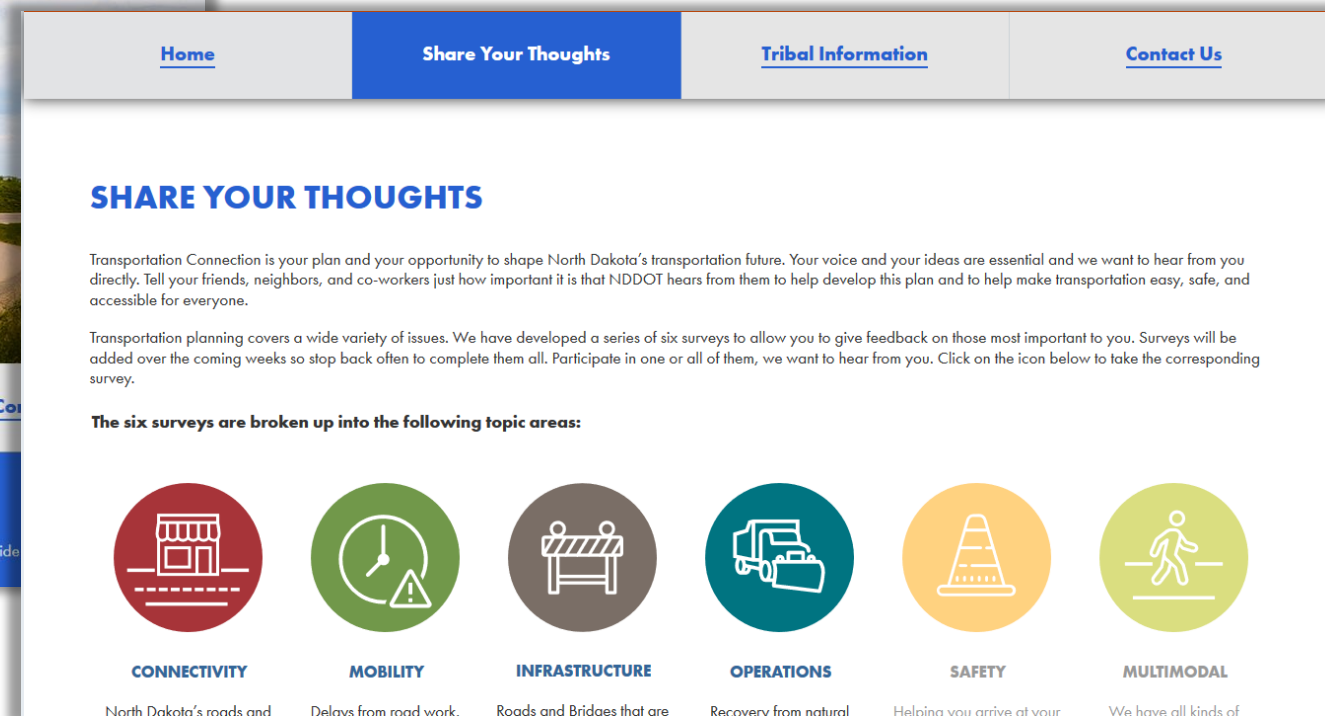 Home
Share Your Thoughts
Tribal Information
Contact Us
SHARE YOUR THOUGHTS
Transportation Connection is your plan and your opportunity to shape North Dakota's transportation future. Your voice and your ideas are essential and we want to hear from you
directly. Tell your friends, neighbors, and co-workers just how important it is that NDDOT hears from them to help develop this plan and to help make transportation easy, safe, and
accessible for everyone.
Transportation planning covers a wide variety of issues. We have developed a series of six surveys to allow you to give feedback on those most important to you. Surveys will be
added over the coming weeks so stop back often to complete them all. Participate in one or all of them, we want to hear from you. Click on the icon below to take the corresponding
survey.
The six surveys are broken up into the following topic areas:
CONNECTIVITY
MOBILITY
INFRASTRUCTURE
OPERATIONS
SAFETY
MULTIMODAL
North Dakota's roads and
Delays from road work,
Roads and Bridges that are
Recovery from natural
Helping you arrive at your
We have all kinds of